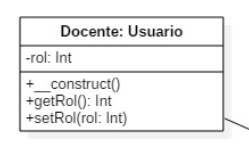 Docente: Usuario
-rol: Int
+__construct()
+getRol(): Int
+setRol(rol: Int)